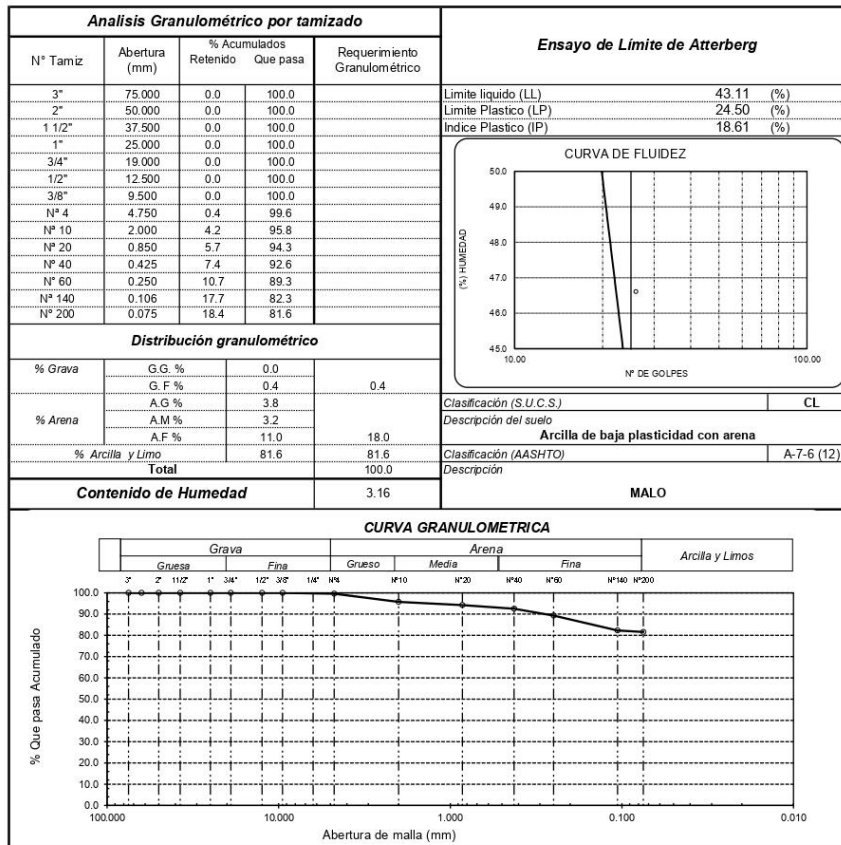 Analisis Granulométrico por tamizado
N° Tamiz Abertura (mm) % Acumulados Retenido Que pasa Requerimiento Granulométrico
3" 75.000 0.0 100.0
2" 50.000 0.0 100.0
1 1/2" 37.500 0.0 100.0
1" 25.000 0.0 100.0
3/4" 19.000 0.0 100.0
1/2" 12.500 0.0 100.0
3/8" 9.500 0.0 100.0
Nª 4 4.750 0.4 99.6
Nª 10 2.000 4.2 95.8
Nª 20 0.850 5.7 94.3
Nª 40 0.425 7.4 92.6
N° 60 0.250 10.7 89.3
Nª 140 0.106 17.7 82.3
N° 200 0.075 18.4 81.6
Distribución granulométrico
% Grava G.G. % 0.0
G. F % 0.4 0.4
A.G % 3.8
% Arena A.M % 3.2
A.F % 11.0 18.0
% Arcilla y Limo 81.6 81.6
Total 100.0
Contenido de Humedad 3.16
Ensayo de Límite de Atterberg
Limite liquido (LL) 43.11 (%)
Limite Plastico (LP) 24.50 (%)
Indice Plastico (IP) 18.61 (%)
CURVA DE FLUIDEZ
(%) HUMEDAD
50.0
49.0
48.0
47.0
46.0
45.0
10.00 100.00
Nº DE GOLPES
Clasificación (S.U.C.S.) CL
Descripción del suelo
Arcilla de baja plasticidad con arena
Clasificación (AASHTO) A-7-6 (12)
Descripción
MALO
CURVA GRANULOMETRICA
Grava Arena Arcilla y Limos
Gruesa Fina Grueso Media Fina
3" 2" 11/2" 1" 3/4" 1/2" 3/8" 1/4" Nª4 Nº10 Nº20 Nº40 Nº60 Nº140 Nº200
% Que pasa Acumulado
100.0
90.0
80.0
70.0
60.0
50.0
40.0
30.0
20.0
10.0
0.0
100.000 10.000 1.000 0.100 0.010
Abertura de malla (mm)